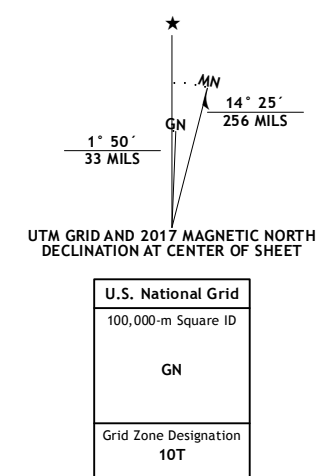 ★
MN
GN
14° 25´
256 MILS
1° 50´
33 MILS
UTM GRID AND 2017 MAGNETIC NORTH
DECLINATION AT CENTER OF SHEET
U.S. National Grid
100,000-m Square ID
GN
Grid Zone Designation
10T